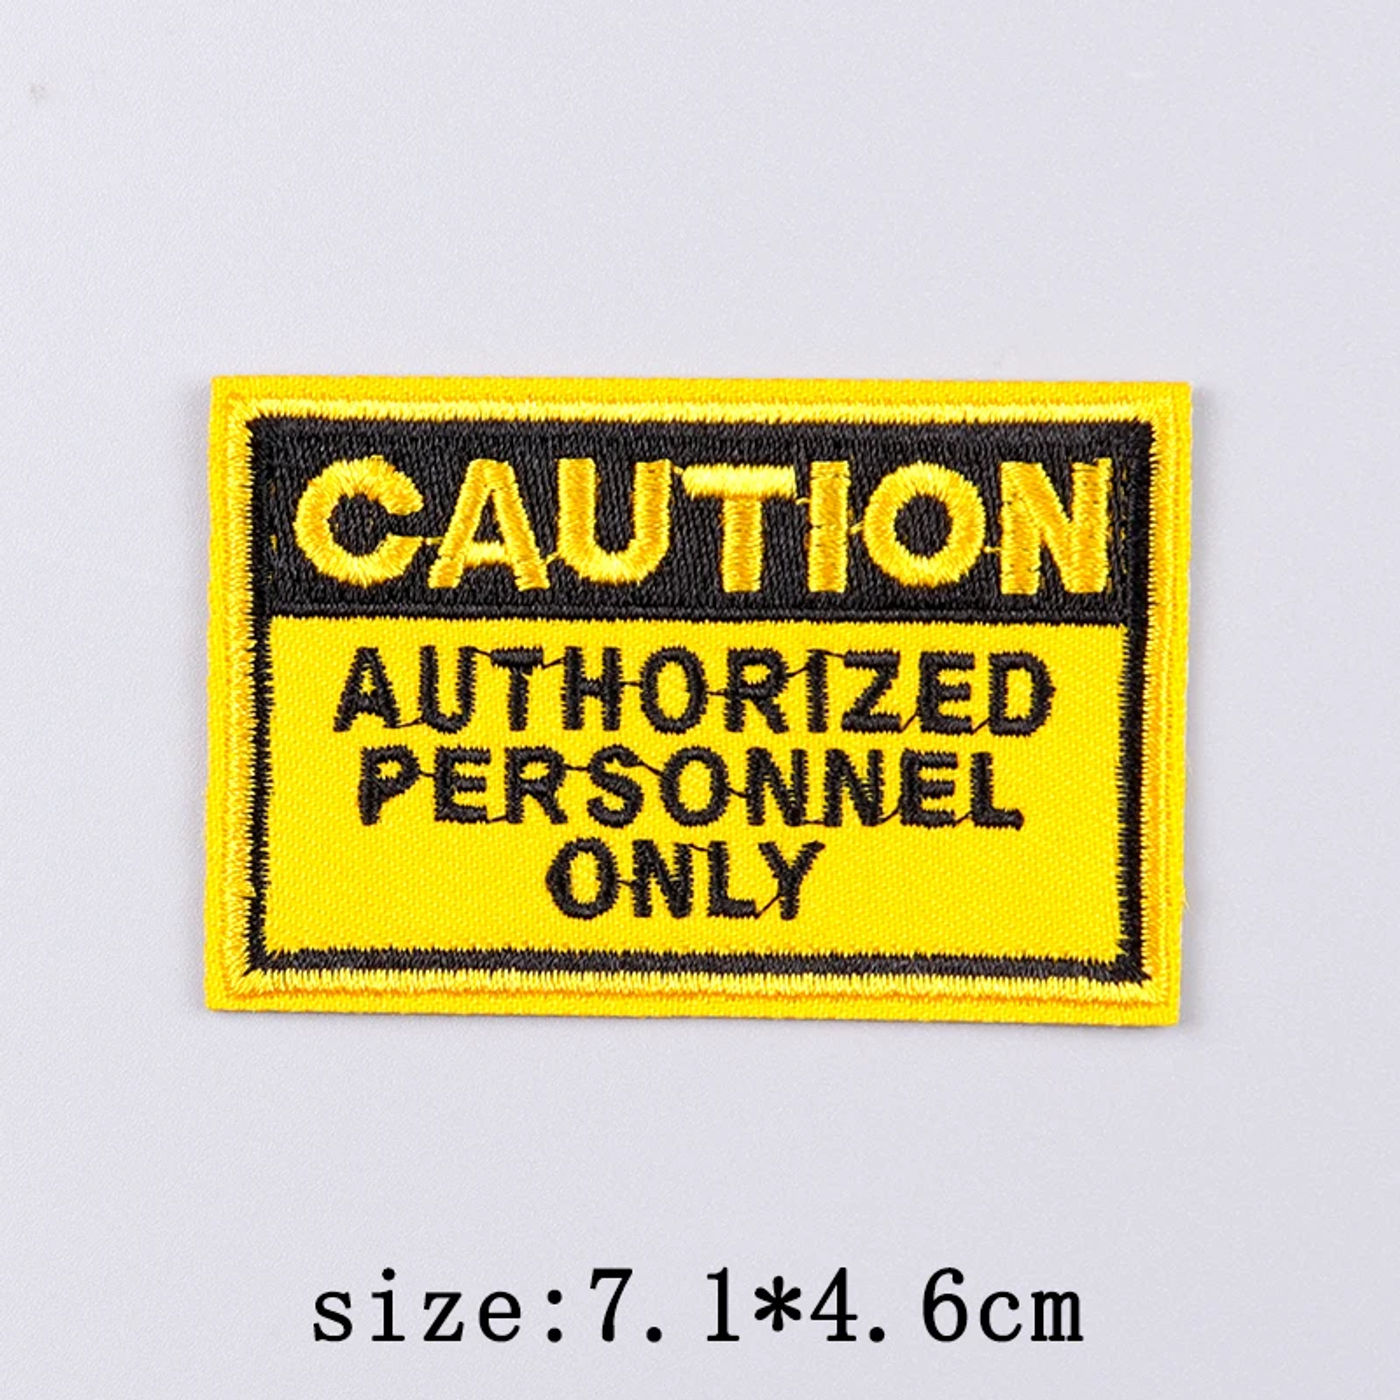 CAUTION
AUTHORIZED
PERSONNEL
ONLY
size:7.1*4.6cm